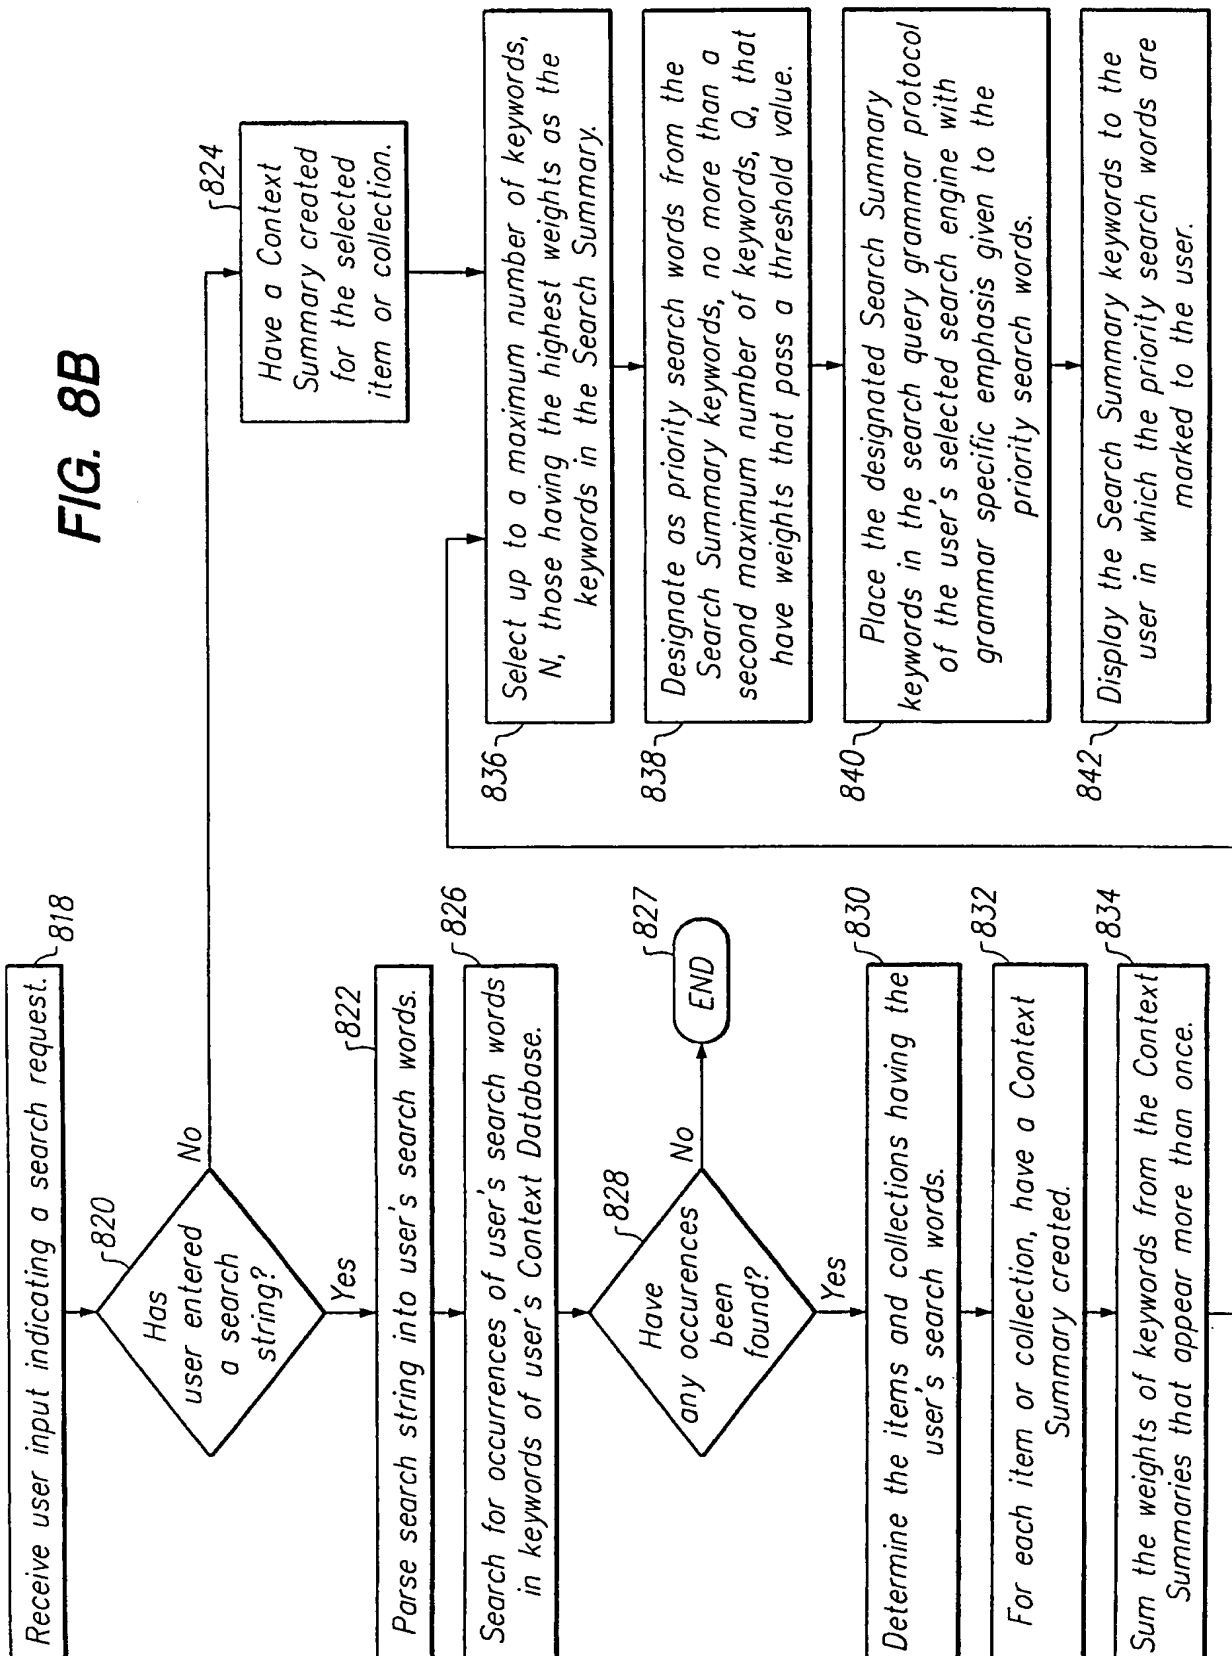 FIG. 8B
Receive user input indicating a search request.
818
Has
user entered
a search
string?
820
No
Yes
Parse search string into user's search words.
822
Search for occurrences of user's search words
in keywords of user's Context Database.
826
Have
any occurences
been
found?
828
No
END
827
Yes
Determine the items and collections having the
user's search words.
830
For each item or collection, have a Context
Summary created.
832
Sum the weights of keywords from the Context
Summaries that appear more than once.
834
Have a Context
Summary created
for the selected
item or collection.
824
Select up to a maximum number of keywords,
N, those having the highest weights as the
keywords in the Search Summary.
836
Designate as priority search words from the
Search Summary keywords, no more than a
second maximum number of keywords, Q, that
have weights that pass a threshold value.
838
Place the designated Search Summary
keywords in the search query grammar protocol
of the user's selected search engine with
grammar specific emphasis given to the
priority search words.
840
Display the Search Summary keywords to the
user in which the priority search words are
marked to the user.
842